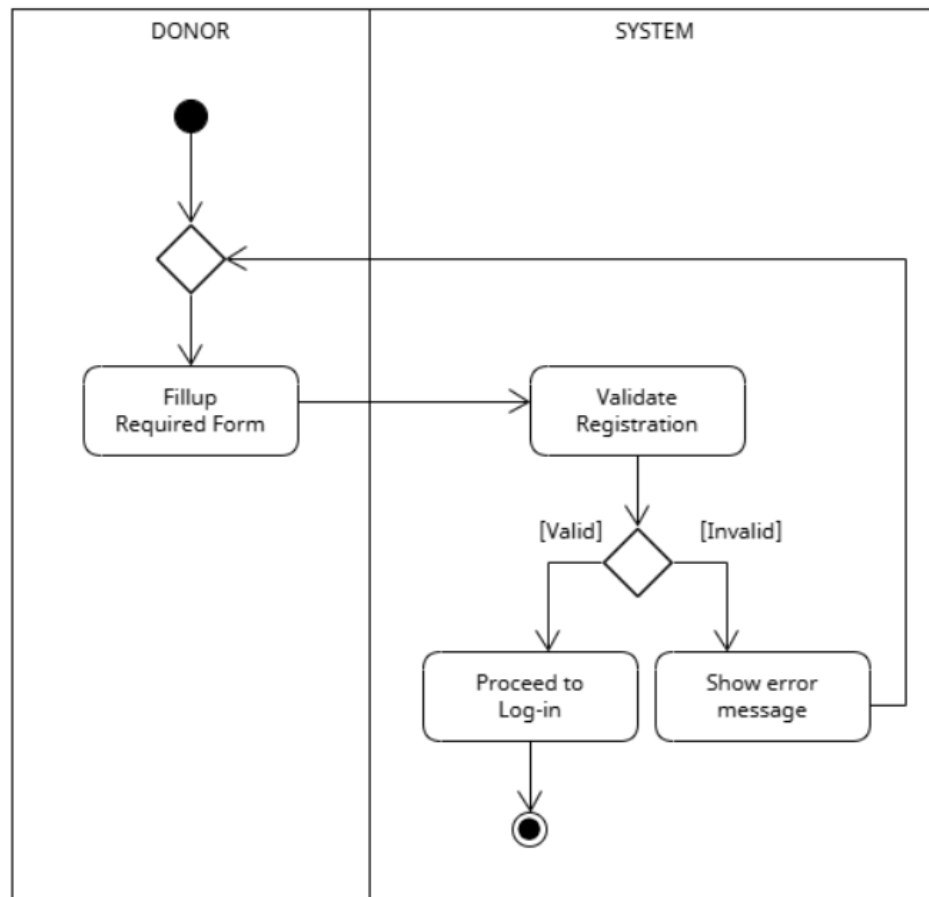 DONOR
SYSTEM
Fillup
Required Form
Validate
Registration
[Valid]
[Invalid]
Proceed to
Log-in
Show error
message